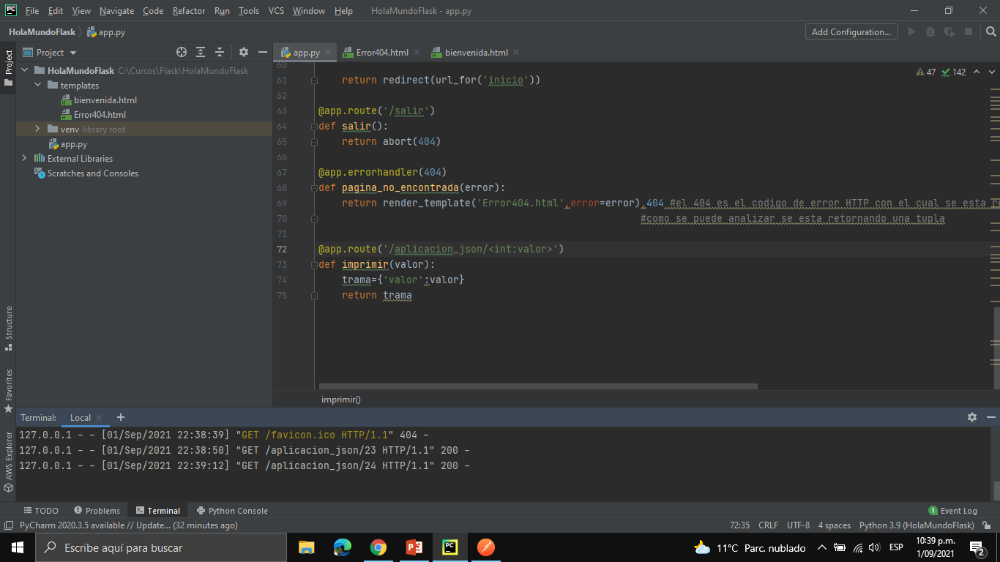 PC File Edit View Navigate Code Refactor Run Tools VCS Window Help HolaMundoFlask - app.py
HolaMundoFlask app.py Add Configuration...
Project
Structure
Favorites
AWS Explorer
Project
HolaMundoFlask C:\Cursos\Flask\HolaMundoFlask
templates
bienvenida.html
Error404.html
venv library root
app.py
External Libraries
Scratches and Consoles
app.py Error404.html bienvenida.html
47 142
60
61 return redirect(url_for('inicio'))
62
63 @app.route('/salir')
64 def salir():
65 return abort(404)
66
67 @app.errorhandler(404)
68 def pagina_no_encontrada(error):
69 return render_template('Error404.html',error=error),404 #el 404 es el codigo de error HTTP con el cual se esta re
70 #como se puede analizar se esta retornando una tupla
71
72 @app.route('/aplicacion_json/<int:valor>')
73 def imprimir(valor):
74 trama={'valor':valor}
75 return trama
imprimir()
Terminal: Local +
127.0.0.1 - - [01/Sep/2021 22:38:39] "GET /favicon.ico HTTP/1.1" 404 -
127.0.0.1 - - [01/Sep/2021 22:38:50] "GET /aplicacion_json/23 HTTP/1.1" 200 -
127.0.0.1 - - [01/Sep/2021 22:39:12] "GET /aplicacion_json/24 HTTP/1.1" 200 -
TODO Problems Terminal Python Console 1 Event Log
PyCharm 2020.3.5 available // Update... (32 minutes ago) 72:35 CRLF UTF-8 4 spaces Python 3.9 (HolaMundoFlask)
Escribe aquí para buscar PC 11°C Parc. nublado ESP 10:39 p.m.
1/09/2021 2